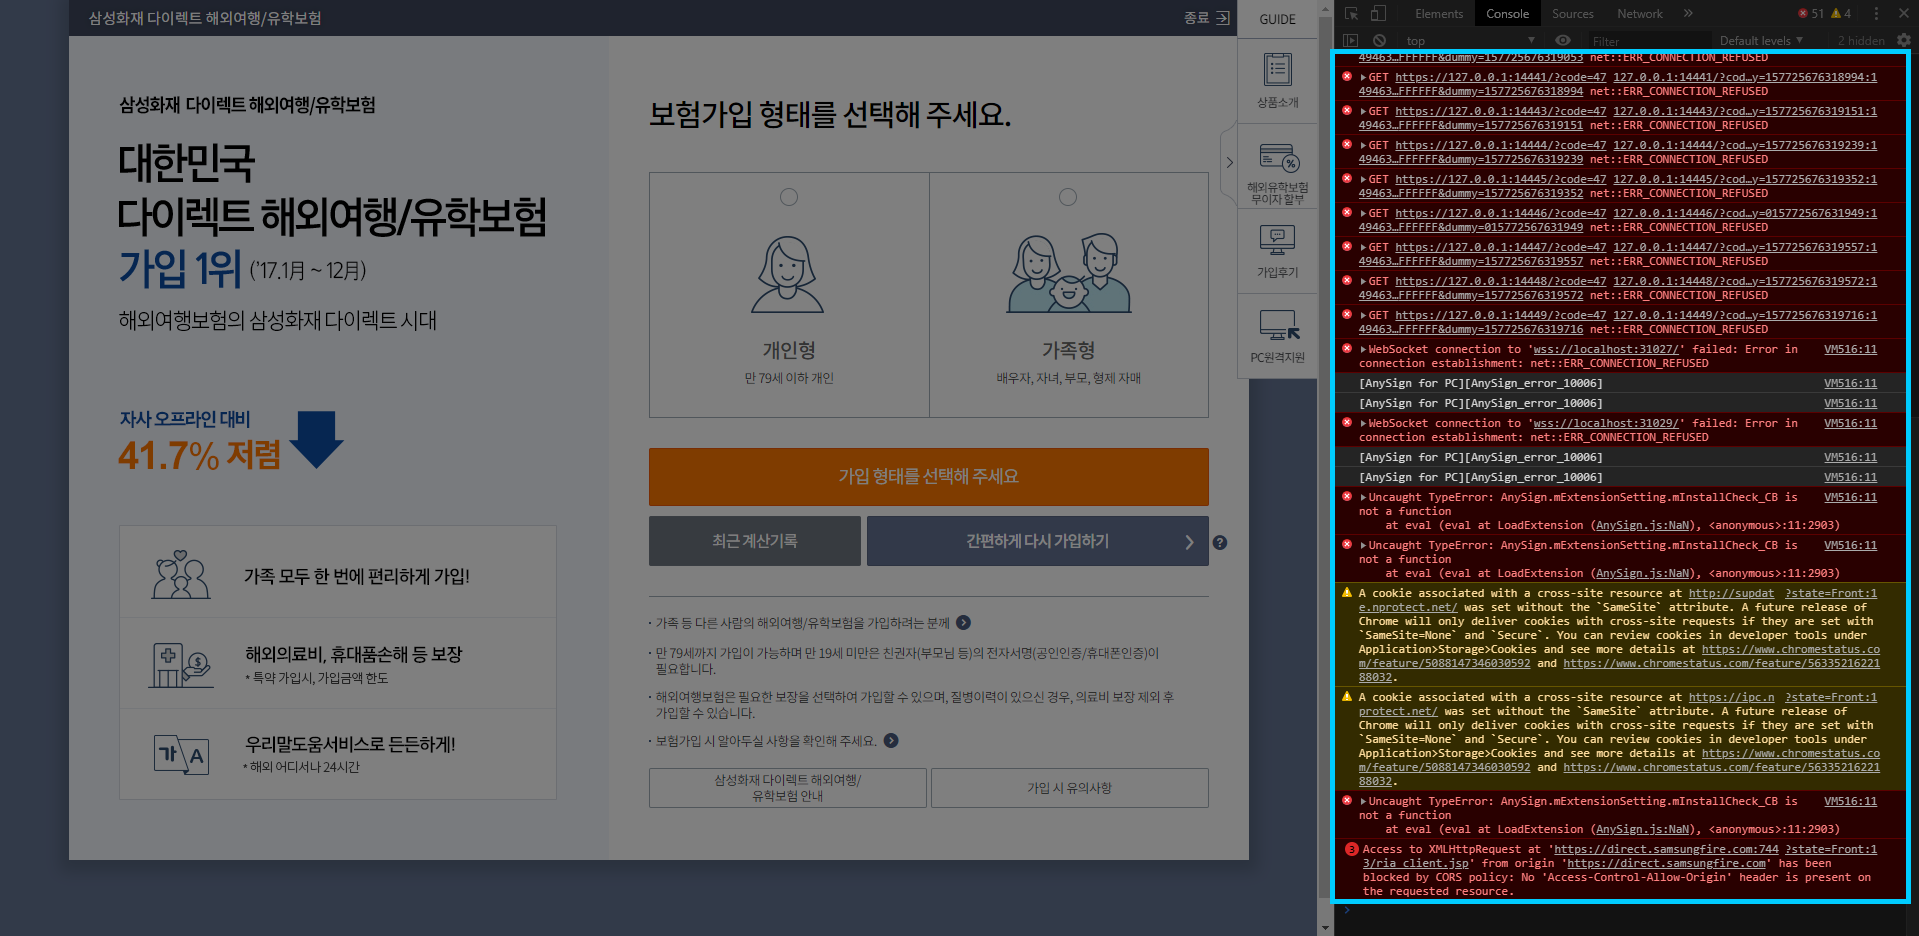 삼성화재 다이렉트 해외여행/유학보험
종료
삼성화재 다이렉트 해외여행/유학보험
대한민국
다이렉트 해외여행/유학보험
가입 1위 ('17.1月 ~ 12月)
해외여행보험의 삼성화재 다이렉트 시대
자사 오프라인 대비
41.7% 저렴
가족 모두 한 번에 편리하게 가입!
해외의료비, 휴대품손해 등 보장
* 특약 가입시, 가입금액 한도
가 A
우리말도움서비스로 든든하게!
* 해외 어디서나 24시간
보험가입 형태를 선택해 주세요.
개인형
만 79세 이하 개인
가족형
배우자, 자녀, 부모, 형제 자매
가입 형태를 선택해 주세요
최근 계산기록
간편하게 다시 가입하기
?
· 가족 등 다른 사람의 해외여행/유학보험을 가입하려는 분께
· 만 79세까지 가입이 가능하며 만 19세 미만은 친권자(부모님 등)의 전자서명(공인인증/휴대폰인증)이
필요합니다.
· 해외여행보험은 필요한 보장을 선택하여 가입할 수 있으며, 질병이력이 있으신 경우, 의료비 보장 제외 후
가입할 수 있습니다.
· 보험가입 시 알아두실 사항을 확인해 주세요.
삼성화재 다이렉트 해외여행/
유학보험 안내
가입 시 유의사항
GUIDE
상품소개
해외유학보험
무이자 할부
가입후기
PC원격지원
Elements Console Sources Network » 51 4
top Filter Default levels 2 hidden
49463…FFFFFF&dummy=157725676319053 net::ERR_CONNECTION_REFUSED
GET https://127.0.0.1:14441/?code=47 127.0.0.1:14441/?cod…y=157725676318994:1
49463…FFFFFF&dummy=157725676318994 net::ERR_CONNECTION_REFUSED
GET https://127.0.0.1:14443/?code=47 127.0.0.1:14443/?cod…y=157725676319151:1
49463…FFFFFF&dummy=157725676319151 net::ERR_CONNECTION_REFUSED
GET https://127.0.0.1:14444/?code=47 127.0.0.1:14444/?cod…y=157725676319239:1
49463…FFFFFF&dummy=157725676319239 net::ERR_CONNECTION_REFUSED
GET https://127.0.0.1:14445/?code=47 127.0.0.1:14445/?cod…y=157725676319352:1
49463…FFFFFF&dummy=157725676319352 net::ERR_CONNECTION_REFUSED
GET https://127.0.0.1:14446/?code=47 127.0.0.1:14446/?cod…y=015772567631949:1
49463…FFFFFF&dummy=015772567631949 net::ERR_CONNECTION_REFUSED
GET https://127.0.0.1:14447/?code=47 127.0.0.1:14447/?cod…y=157725676319557:1
49463…FFFFFF&dummy=157725676319557 net::ERR_CONNECTION_REFUSED
GET https://127.0.0.1:14448/?code=47 127.0.0.1:14448/?cod…y=157725676319572:1
49463…FFFFFF&dummy=157725676319572 net::ERR_CONNECTION_REFUSED
GET https://127.0.0.1:14449/?code=47 127.0.0.1:14449/?cod…y=157725676319716:1
49463…FFFFFF&dummy=157725676319716 net::ERR_CONNECTION_REFUSED
WebSocket connection to 'wss://localhost:31027/' failed: Error in VM516:11
connection establishment: net::ERR_CONNECTION_REFUSED
[AnySign for PC][AnySign_error_10006] VM516:11
[AnySign for PC][AnySign_error_10006] VM516:11
WebSocket connection to 'wss://localhost:31029/' failed: Error in VM516:11
connection establishment: net::ERR_CONNECTION_REFUSED
[AnySign for PC][AnySign_error_10006] VM516:11
[AnySign for PC][AnySign_error_10006] VM516:11
Uncaught TypeError: AnySign.mExtensionSetting.mInstallCheck_CB is VM516:11
not a function
at eval (eval at LoadExtension (AnySign.js:NaN), <anonymous>:11:2903)
Uncaught TypeError: AnySign.mExtensionSetting.mInstallCheck_CB is VM516:11
not a function
at eval (eval at LoadExtension (AnySign.js:NaN), <anonymous>:11:2903)
A cookie associated with a cross-site resource at http://supdat ?state=Front:1
e.nprotect.net/ was set without the `SameSite` attribute. A future release of
Chrome will only deliver cookies with cross-site requests if they are set with
`SameSite=None` and `Secure`. You can review cookies in developer tools under
Application>Storage>Cookies and see more details at https://www.chromestatus.co
m/feature/5088147346030592 and https://www.chromestatus.com/feature/56335216221
88032.
A cookie associated with a cross-site resource at https://ipc.n ?state=Front:1
protect.net/ was set without the `SameSite` attribute. A future release of
Chrome will only deliver cookies with cross-site requests if they are set with
`SameSite=None` and `Secure`. You can review cookies in developer tools under
Application>Storage>Cookies and see more details at https://www.chromestatus.co
m/feature/5088147346030592 and https://www.chromestatus.com/feature/56335216221
88032.
Uncaught TypeError: AnySign.mExtensionSetting.mInstallCheck_CB is VM516:11
not a function
at eval (eval at LoadExtension (AnySign.js:NaN), <anonymous>:11:2903)
3 Access to XMLHttpRequest at 'https://direct.samsungfire.com:744 ?state=Front:1
3/ria_client.jsp' from origin 'https://direct.samsungfire.com' has been
blocked by CORS policy: No 'Access-Control-Allow-Origin' header is present on
the requested resource.